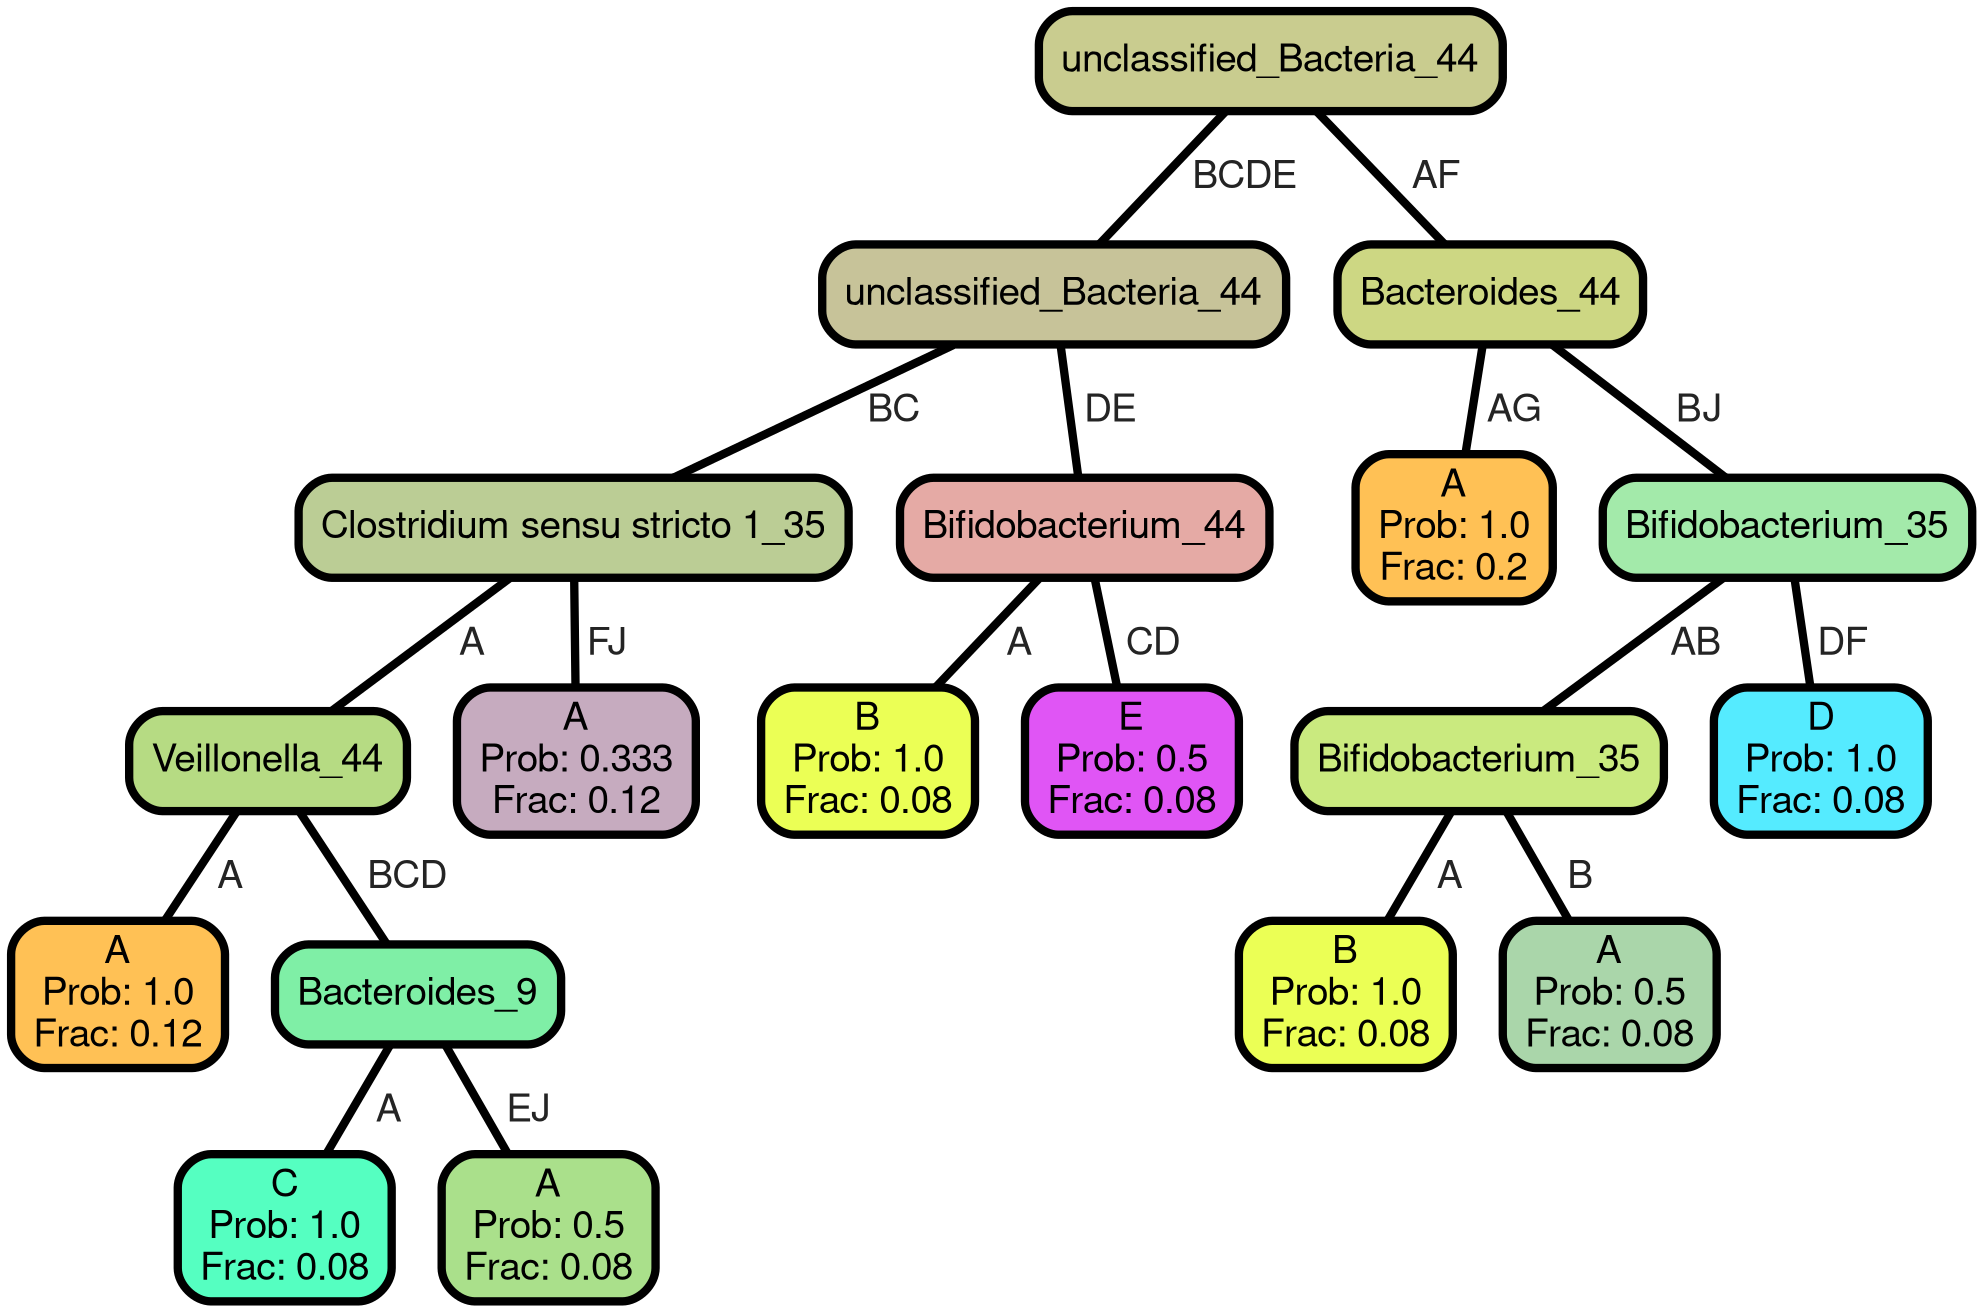 unclassified_Bacteria_44
BCDE
AF
unclassified_Bacteria_44
Bacteroides_44
BC
DE
AG
BJ
Clostridium sensu stricto 1_35
Bifidobacterium_44
A
Prob: 1.0
Frac: 0.2
Bifidobacterium_35
A
FJ
A
CD
AB
DF
Veillonella_44
A
Prob: 0.333
Frac: 0.12
B
Prob: 1.0
Frac: 0.08
E
Prob: 0.5
Frac: 0.08
Bifidobacterium_35
D
Prob: 1.0
Frac: 0.08
A
BCD
A
B
A
Prob: 1.0
Frac: 0.12
Bacteroides_9
B
Prob: 1.0
Frac: 0.08
A
Prob: 0.5
Frac: 0.08
A
EJ
C
Prob: 1.0
Frac: 0.08
A
Prob: 0.5
Frac: 0.08